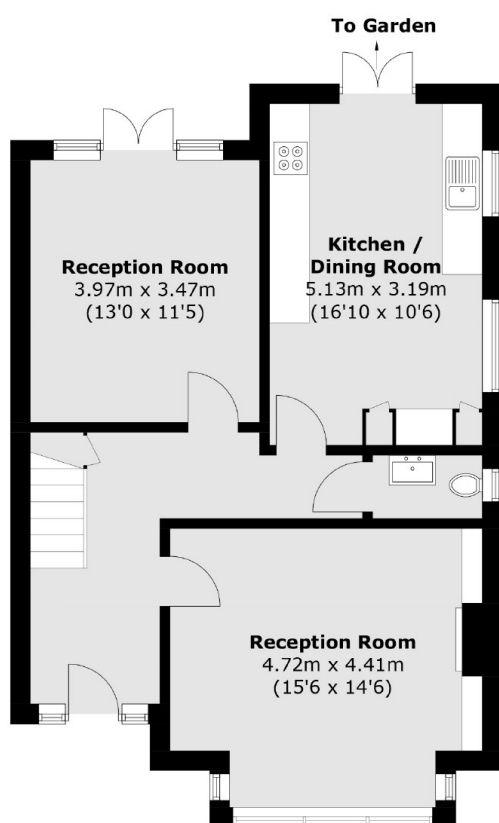 To Garden
Reception Room
3.97m x 3.47m
(13'0 x 11'5)
Kitchen /
Dining Room
5.13m x 3.19m
(16'10 x 10'6)
Reception Room
4.72m x 4.41m
(15'6 x 14'6)